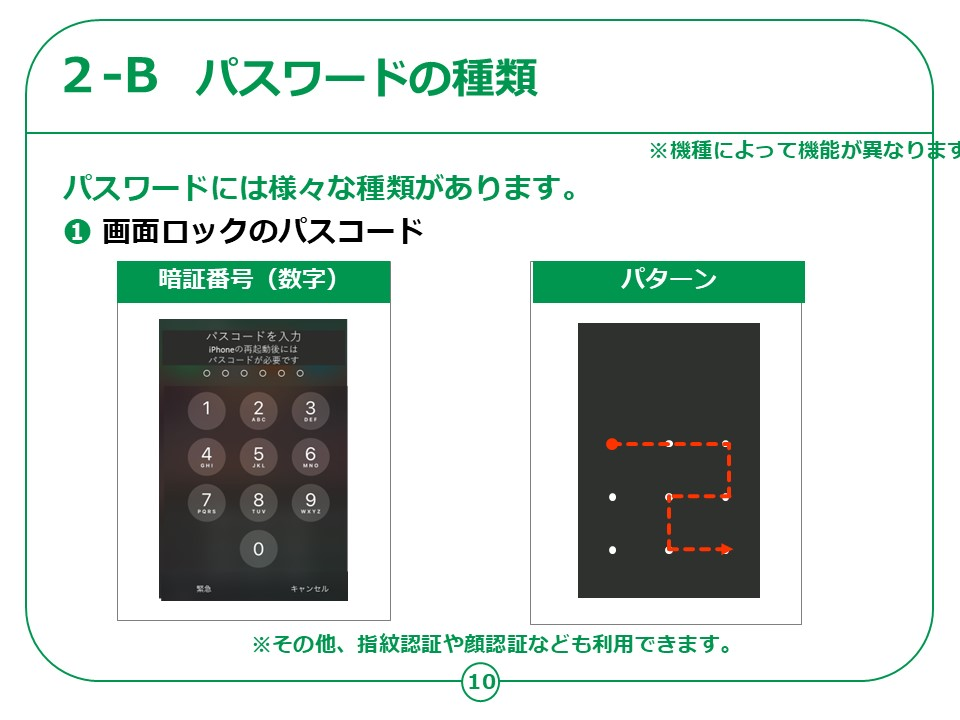 ２-B パスワードの種類
※機種によって機能が異なります
パスワードには様々な種類があります。
❶ 画面ロックのパスコード
暗証番号（数字）
パスコードを入力
iPhoneの再起動後には
パスコードが必要です
1 2 3
ABC DEF
4 5 6
GHI JKL MNO
7 8 9
PQRS TUV WXYZ
0
緊急 キャンセル
パターン
※その他、指紋認証や顔認証なども利用できます。
10